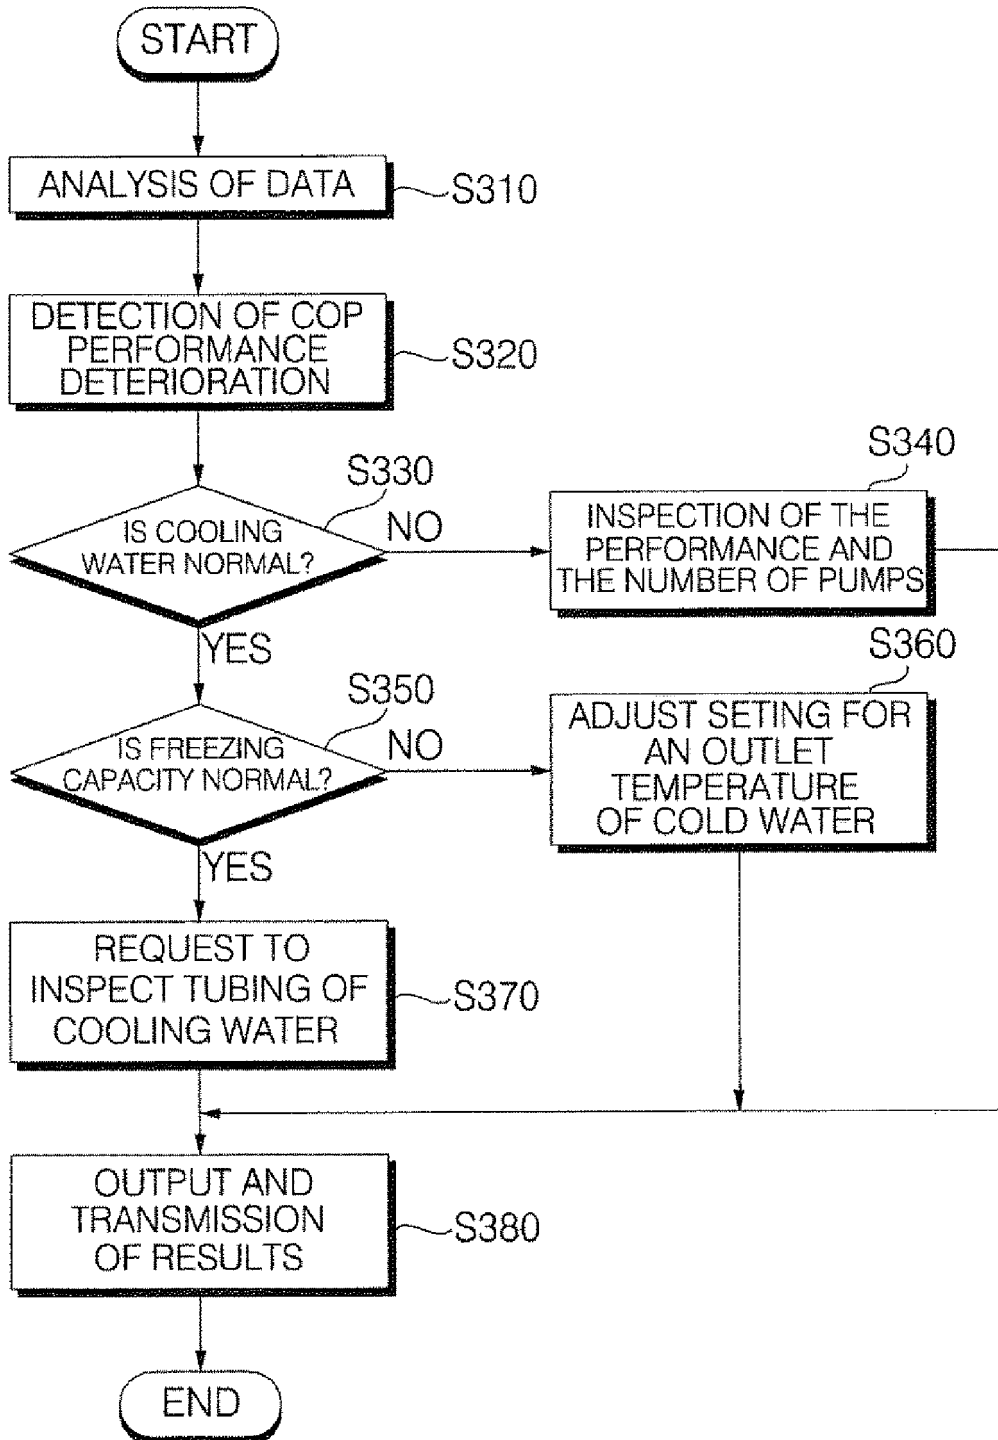 START
ANALYSIS OF DATA
S310
DETECTION OF COP
PERFORMANCE
DETERIORATION
S320
S330
IS COOLING
WATER NORMAL?
NO
YES
S340
INSPECTION OF THE
PERFORMANCE AND
THE NUMBER OF PUMPS
S350
IS FREEZING
CAPACITY NORMAL?
NO
YES
S360
ADJUST SETING FOR
AN OUTLET
TEMPERATURE
OF COLD WATER
REQUEST TO
INSPECT TUBING OF
COOLING WATER
S370
OUTPUT AND
TRANSMISSION
OF RESULTS
S380
END